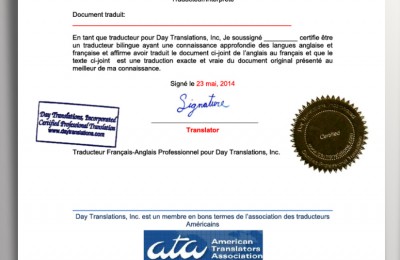 Traducteur/Interprète
Document traduit:
En tant que traducteur pour Day Translations, Inc, Je soussigné _________ certifie être
un traducteur bilingue ayant une connaissance approfondie des langues anglaise et
française et affirme avoir traduit le document ci-joint de l'anglais au français et que le
texte ci-joint est une traduction exacte et vraie du document original présenté au
meilleur de ma connaissance.
Signé le 23 mai, 2014
Signature
Day Translations, Incorporated
Certified Professional Translation
www.daytranslations.com
Translator
Certified
Traducteur Français-Anglais Professionnel pour Day Translations, Inc.
Day Translations, Inc. est un membre en bons termes de l'association des traducteurs
Américains
ata
American
Translators
Association